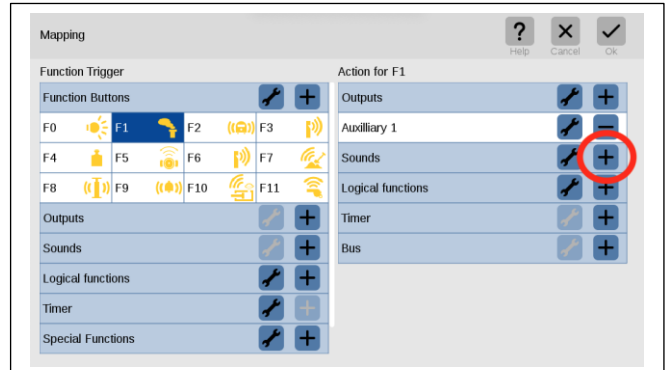 Mapping
?
Help
Cancel
Ok
Function Trigger
Action for F1
Function Buttons
Outputs
F0 F1 F2 F3
Auxilliary 1
F4 F5 F6 F7
Sounds
F8 F9 F10 F11
Logical functions
Outputs
Timer
Sounds
Bus
Logical functions
Timer
Special Functions